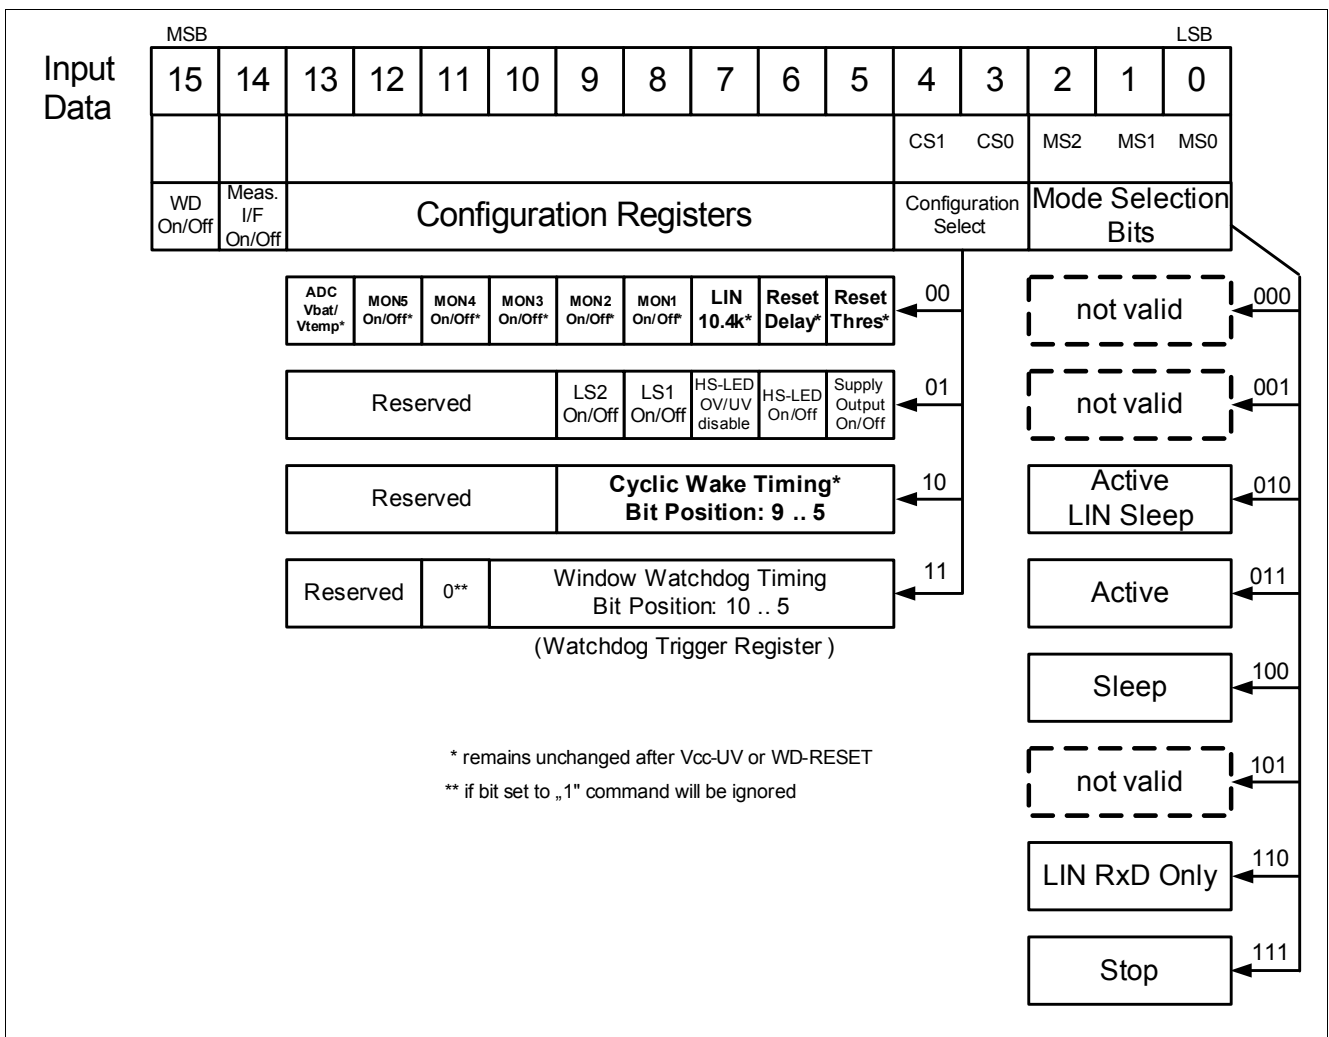 MSB
LSB
Input
Data
15 14 13 12 11 10 9 8 7 6 5 4 3 2 1 0
CS1 CS0 MS2 MS1 MS0
WD
On/Off
Meas.
I/F
On/Off
Configuration Registers
Configuration
Select
Mode Selection
Bits
ADC
Vbat/
Vtemp*
MON5
On/Off*
MON4
On/Off*
MON3
On/Off*
MON2
On/Off*
MON1
On/Off*
LIN
10.4k*
Reset
Delay*
Reset
Thres*
00
not valid
000
Reserved
LS2
On/Off
LS1
On/Off
HS-LED
OV/UV
disable
HS-LED
On/Off
Supply
Output
On/Off
01
not valid
001
Reserved
Cyclic Wake Timing*
Bit Position: 9 .. 5
10
Active
LIN Sleep
010
Reserved
0**
Window Watchdog Timing
Bit Position: 10 .. 5
11
Active
011
(Watchdog Trigger Register )
Sleep
100
* remains unchanged after Vcc-UV or WD-RESET
** if bit set to „1" command will be ignored
not valid
101
LIN RxD Only
110
Stop
111